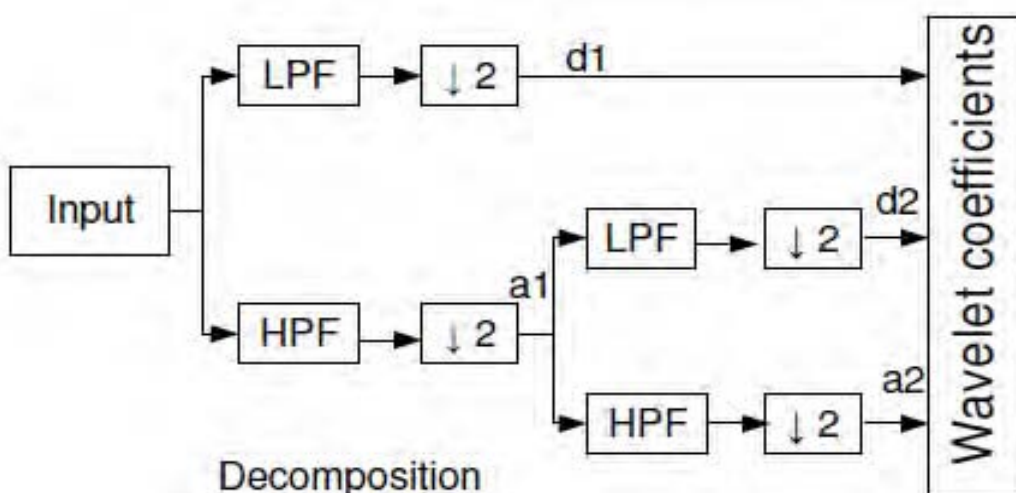 LPF
↓ 2
d1
Input
LPF
↓ 2
d2
a1
HPF
↓ 2
HPF
↓ 2
a2
Wavelet coefficients
Decomposition